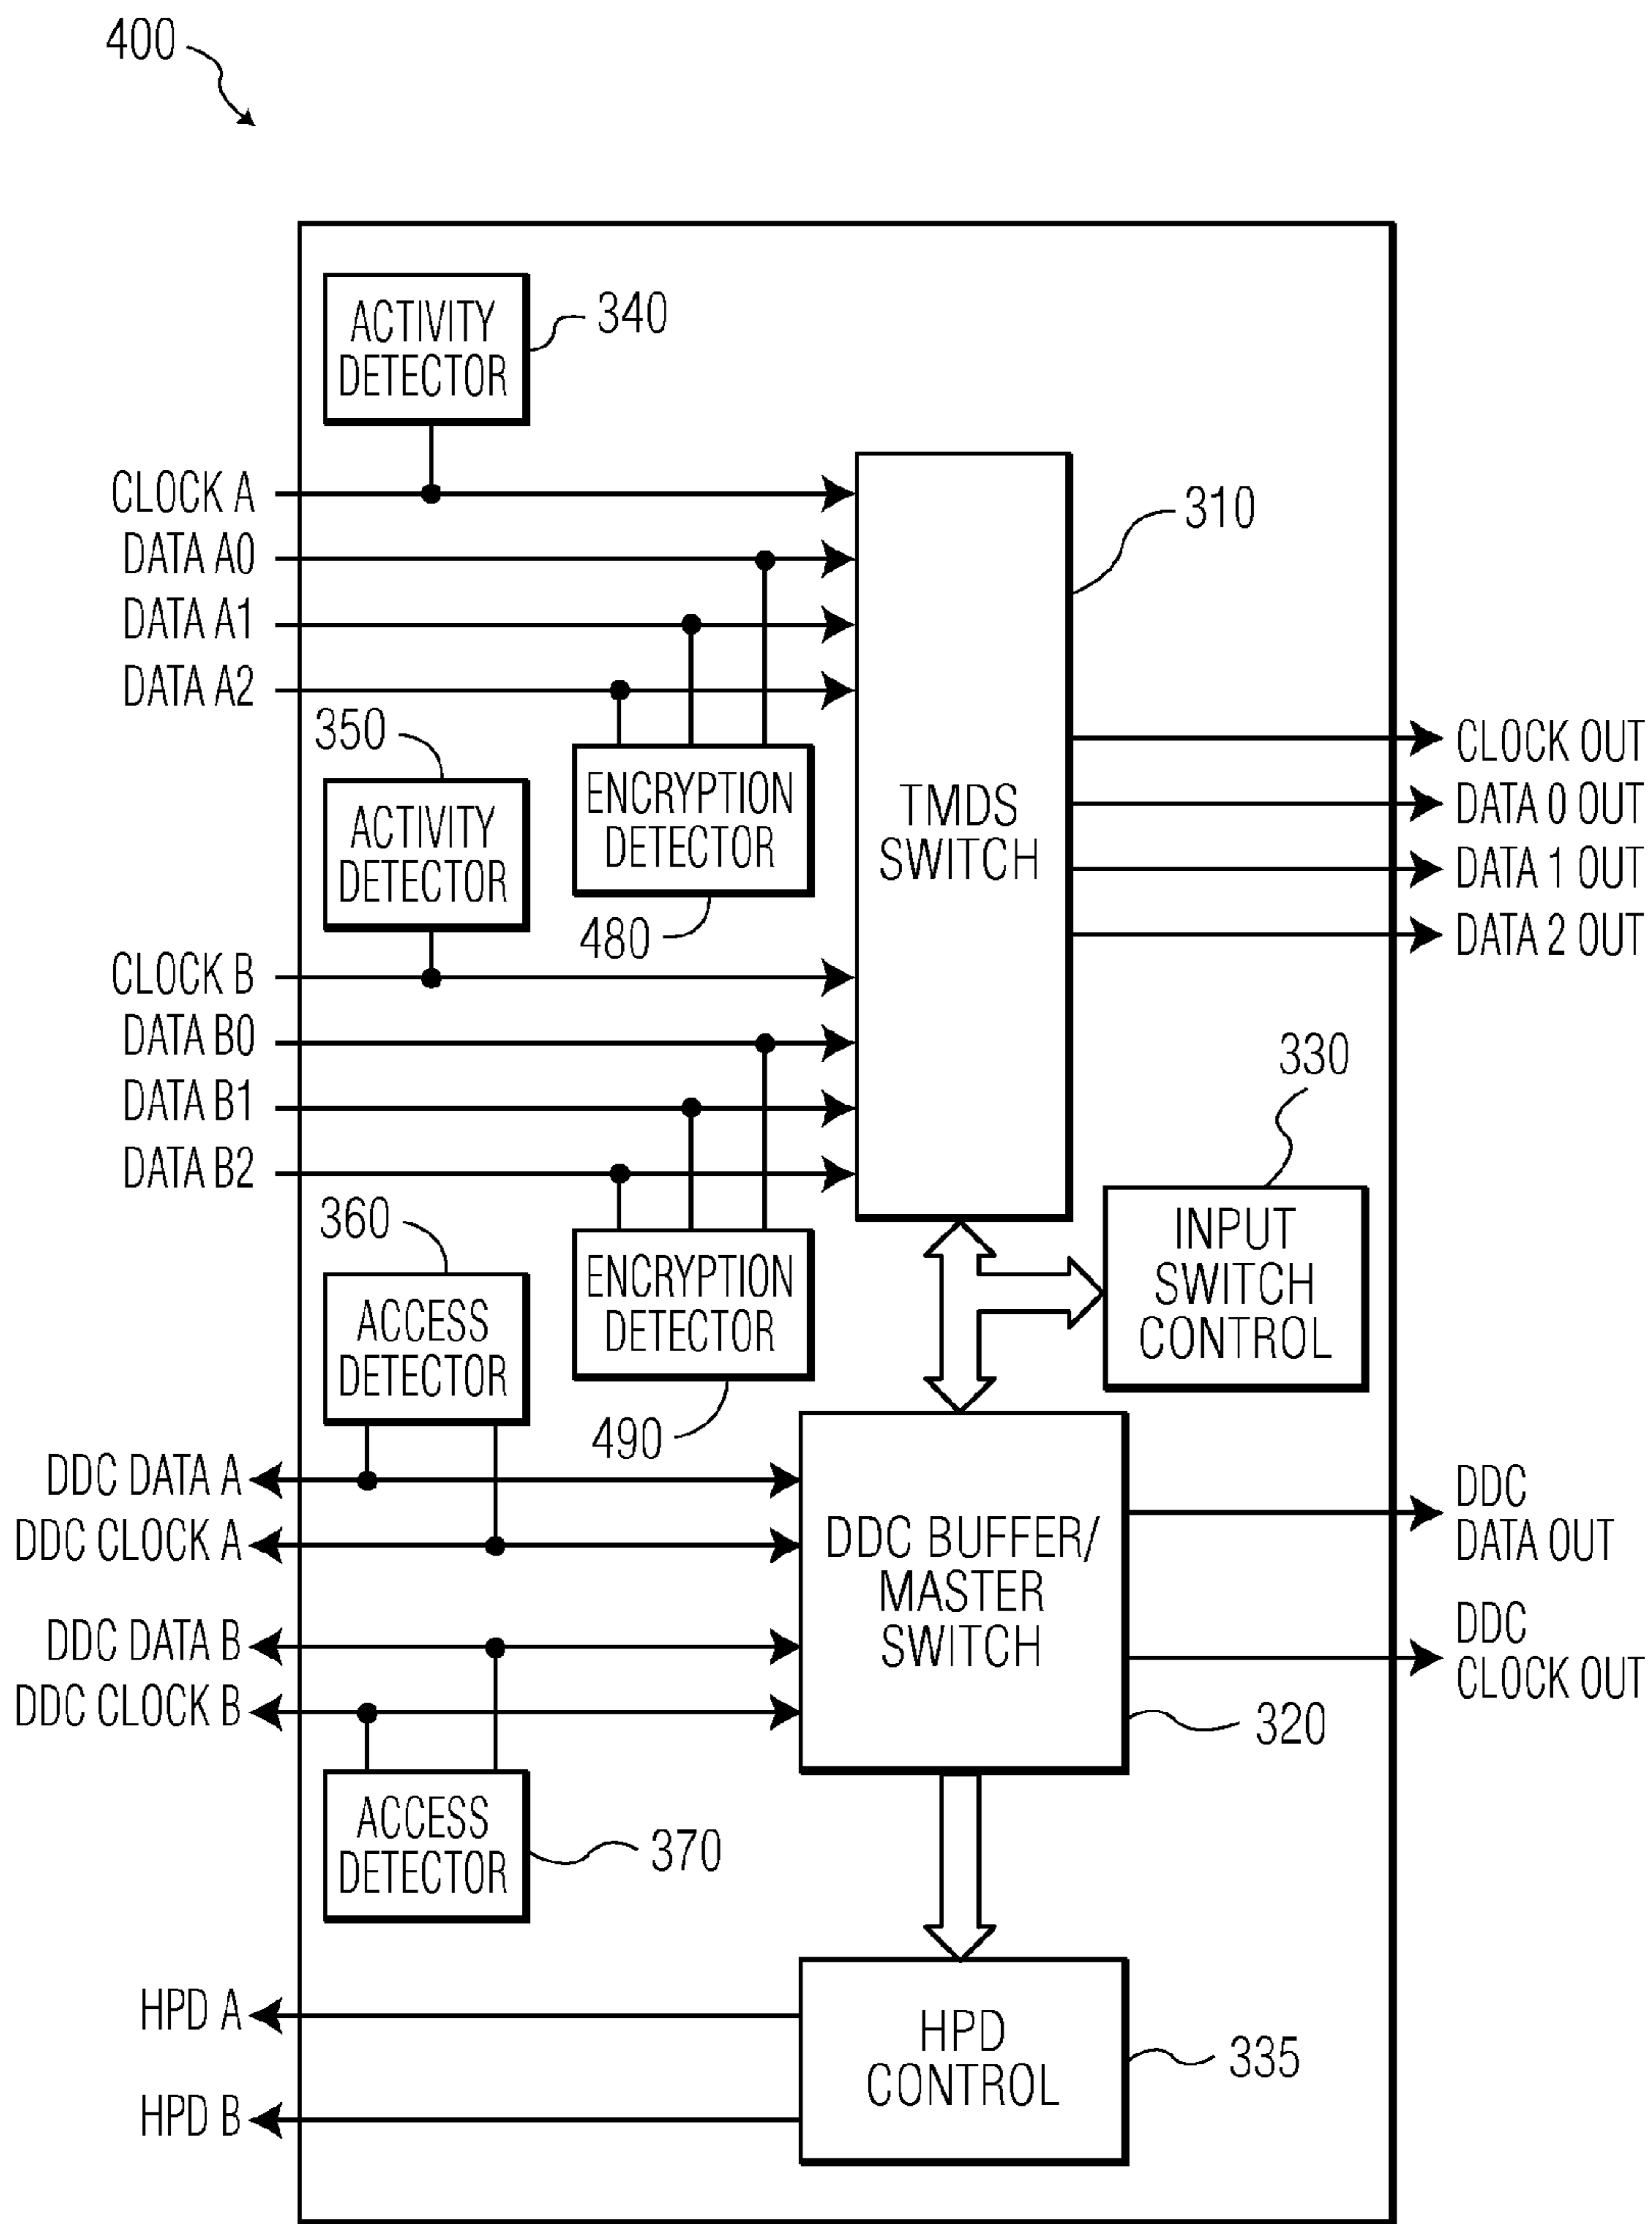 400
ACTIVITY
DETECTOR
340
CLOCK A
DATA A0
DATA A1
DATA A2
310
350
ACTIVITY
DETECTOR
ENCRYPTION
DETECTOR
480
TMDS
SWITCH
CLOCK OUT
DATA 0 OUT
DATA 1 OUT
DATA 2 OUT
CLOCK B
DATA B0
DATA B1
DATA B2
330
INPUT
SWITCH
CONTROL
360
ACCESS
DETECTOR
ENCRYPTION
DETECTOR
490
DDC DATA A
DDC CLOCK A
DDC DATA B
DDC CLOCK B
DDC BUFFER/
MASTER
SWITCH
DDC
DATA OUT
DDC
CLOCK OUT
320
ACCESS
DETECTOR
370
HPD A
HPD B
HPD
CONTROL
335